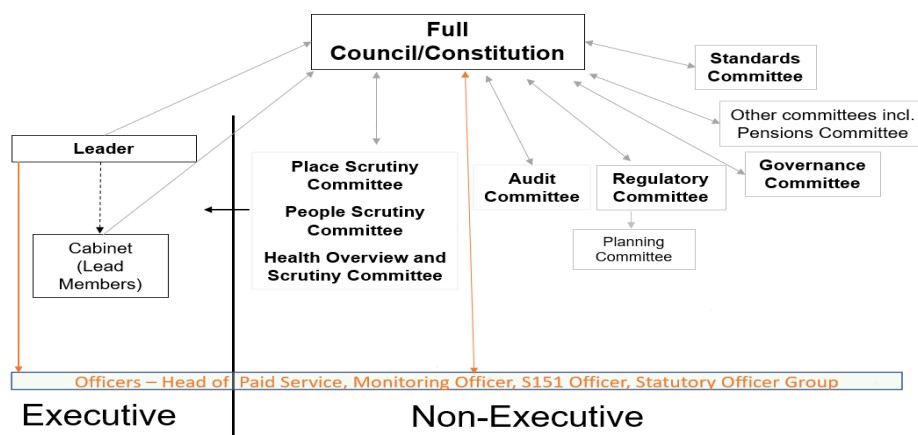 Full
Council/Constitution
Standards
Committee
Other committees incl.
Pensions Committee
Governance
Committee
Leader
Cabinet
(Lead
Members)
Place Scrutiny
Committee
People Scrutiny
Committee
Health Overview and
Scrutiny Committee
Audit
Committee
Regulatory
Committee
Planning
Committee
Officers – Head of Paid Service, Monitoring Officer, S151 Officer, Statutory Officer Group
Executive
Non-Executive